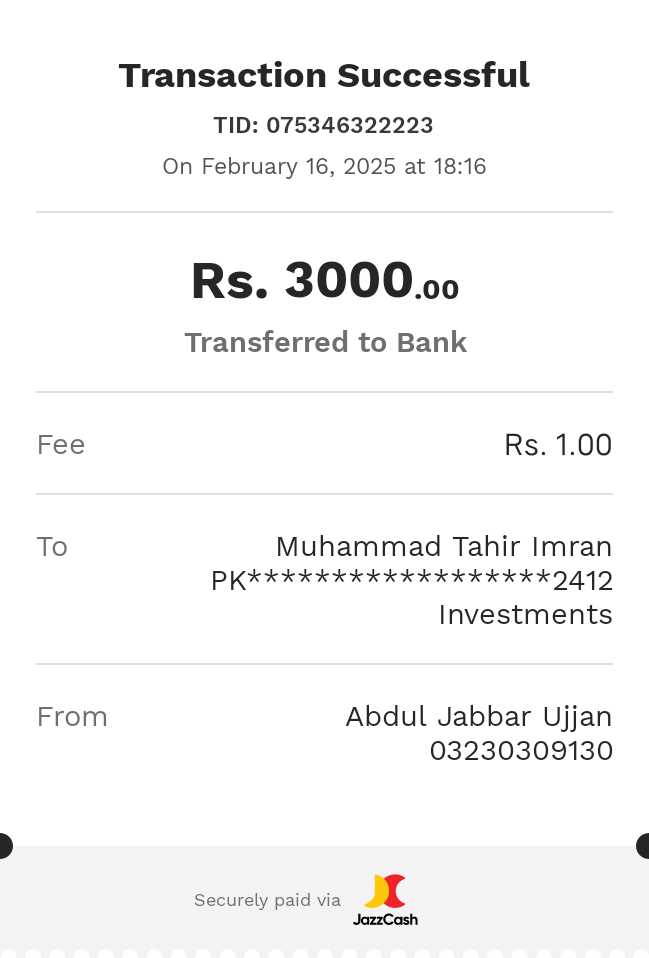 Transaction Successful
TID: 075346322223
On February 16, 2025 at 18:16
Rs. 3000.00
Transferred to Bank
Fee Rs. 1.00
To Muhammad Tahir Imran
PK******************2412
Investments
From Abdul Jabbar Ujjan
03230309130
Securely paid via JazzCash